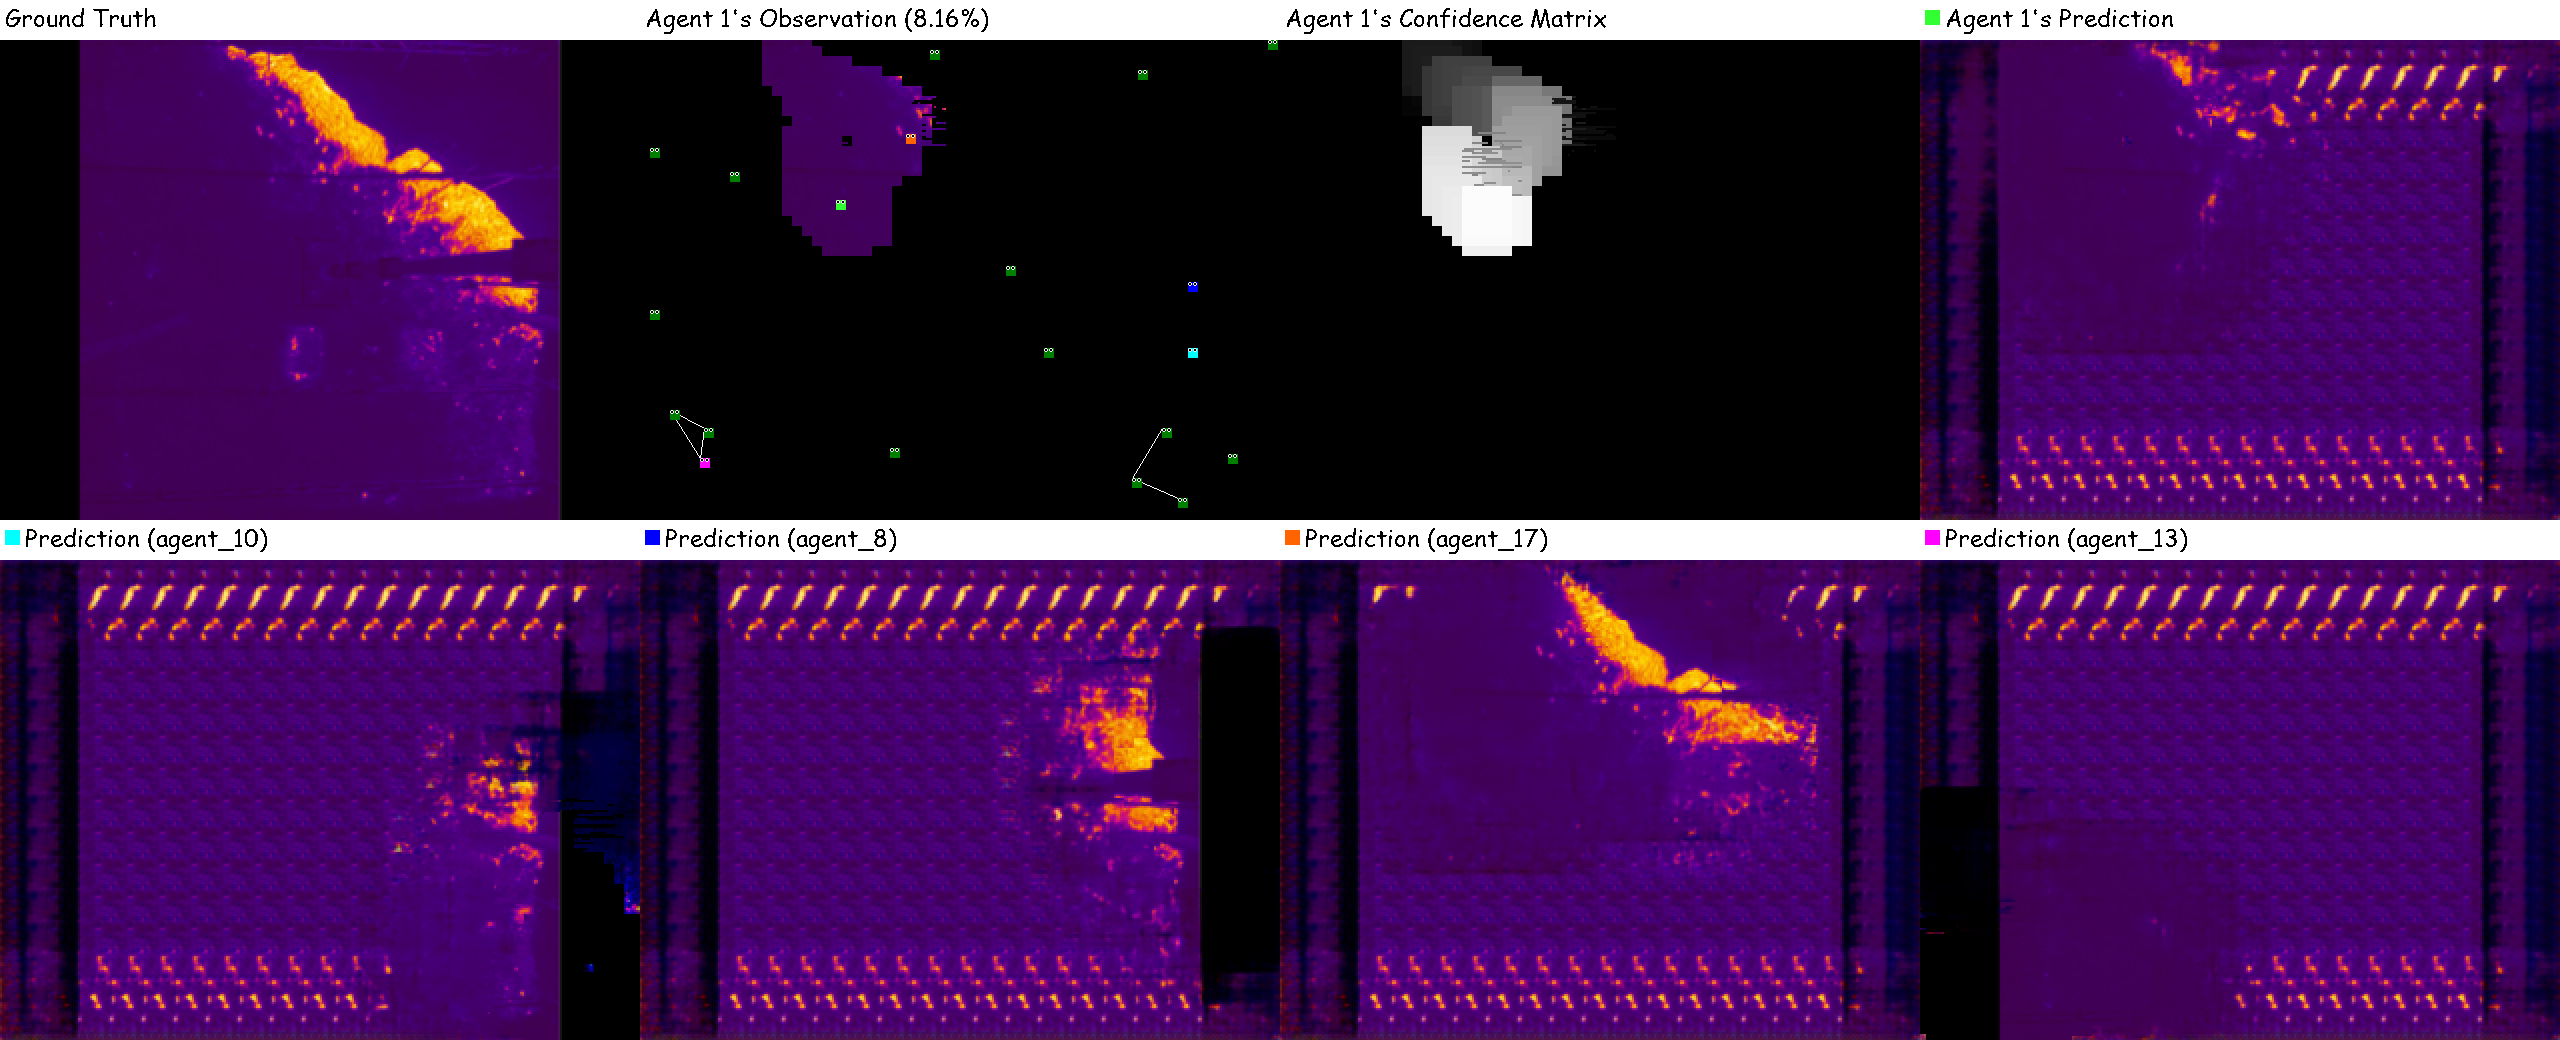 Ground Truth
Agent 1's Observation (8.16%)
Agent 1's Confidence Matrix
Agent 1's Prediction
Prediction (agent_10)
Prediction (agent_8)
Prediction (agent_17)
Prediction (agent_13)